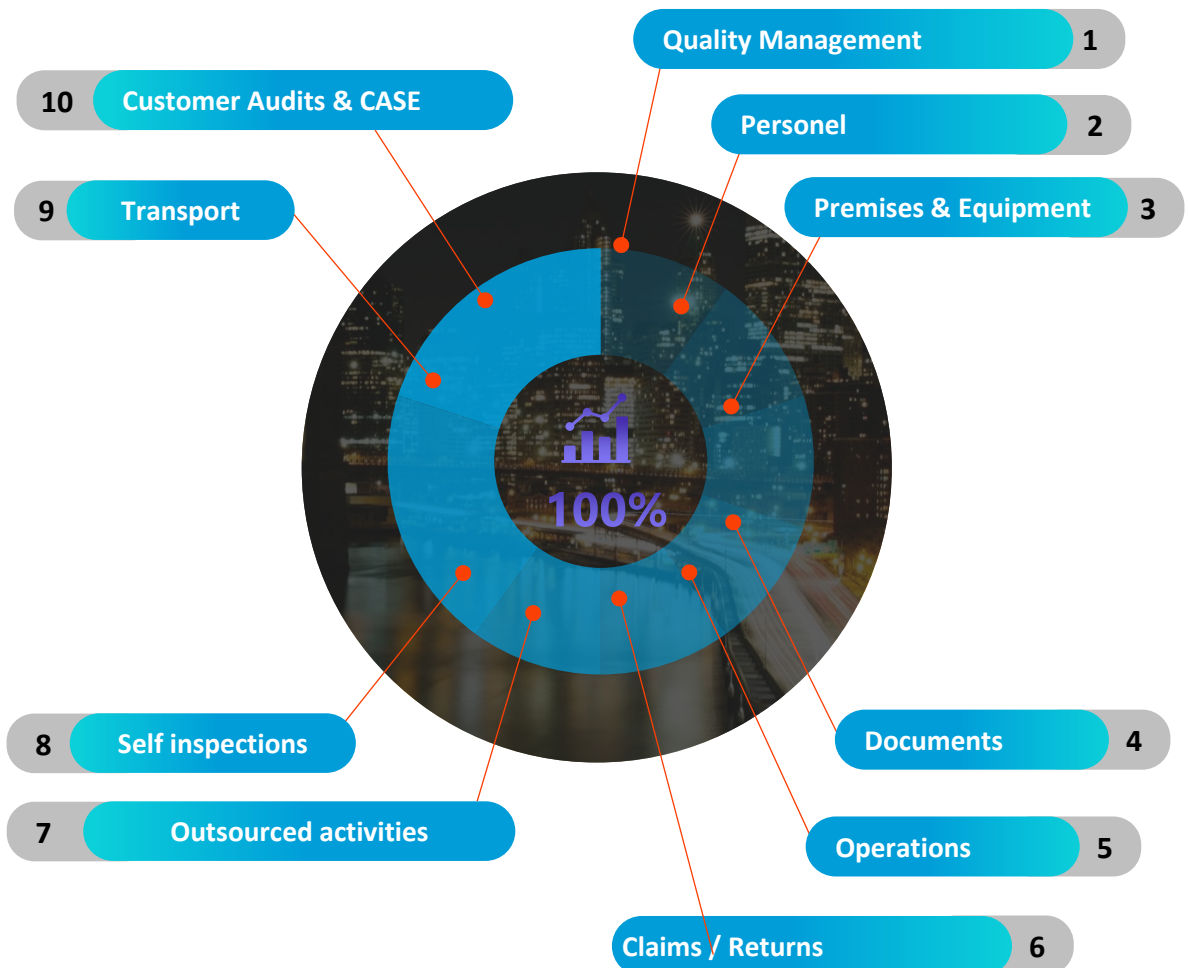 Quality Management 1
10 Customer Audits & CASE
Personel 2
9 Transport
Premises & Equipment 3
100%
8 Self inspections
Documents 4
7 Outsourced activities
Operations 5
Claims / Returns 6